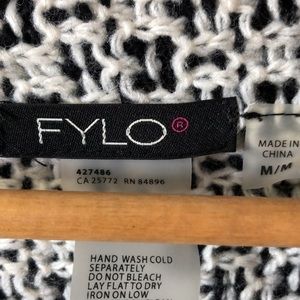 FYLO®
MADE IN
CHINA
M/M
427486
CA 25772 RN 84896
HAND WASH COLD
SEPARATELY
DO NOT BLEACH
LAY FLAT TO DRY
IRON ON LOW